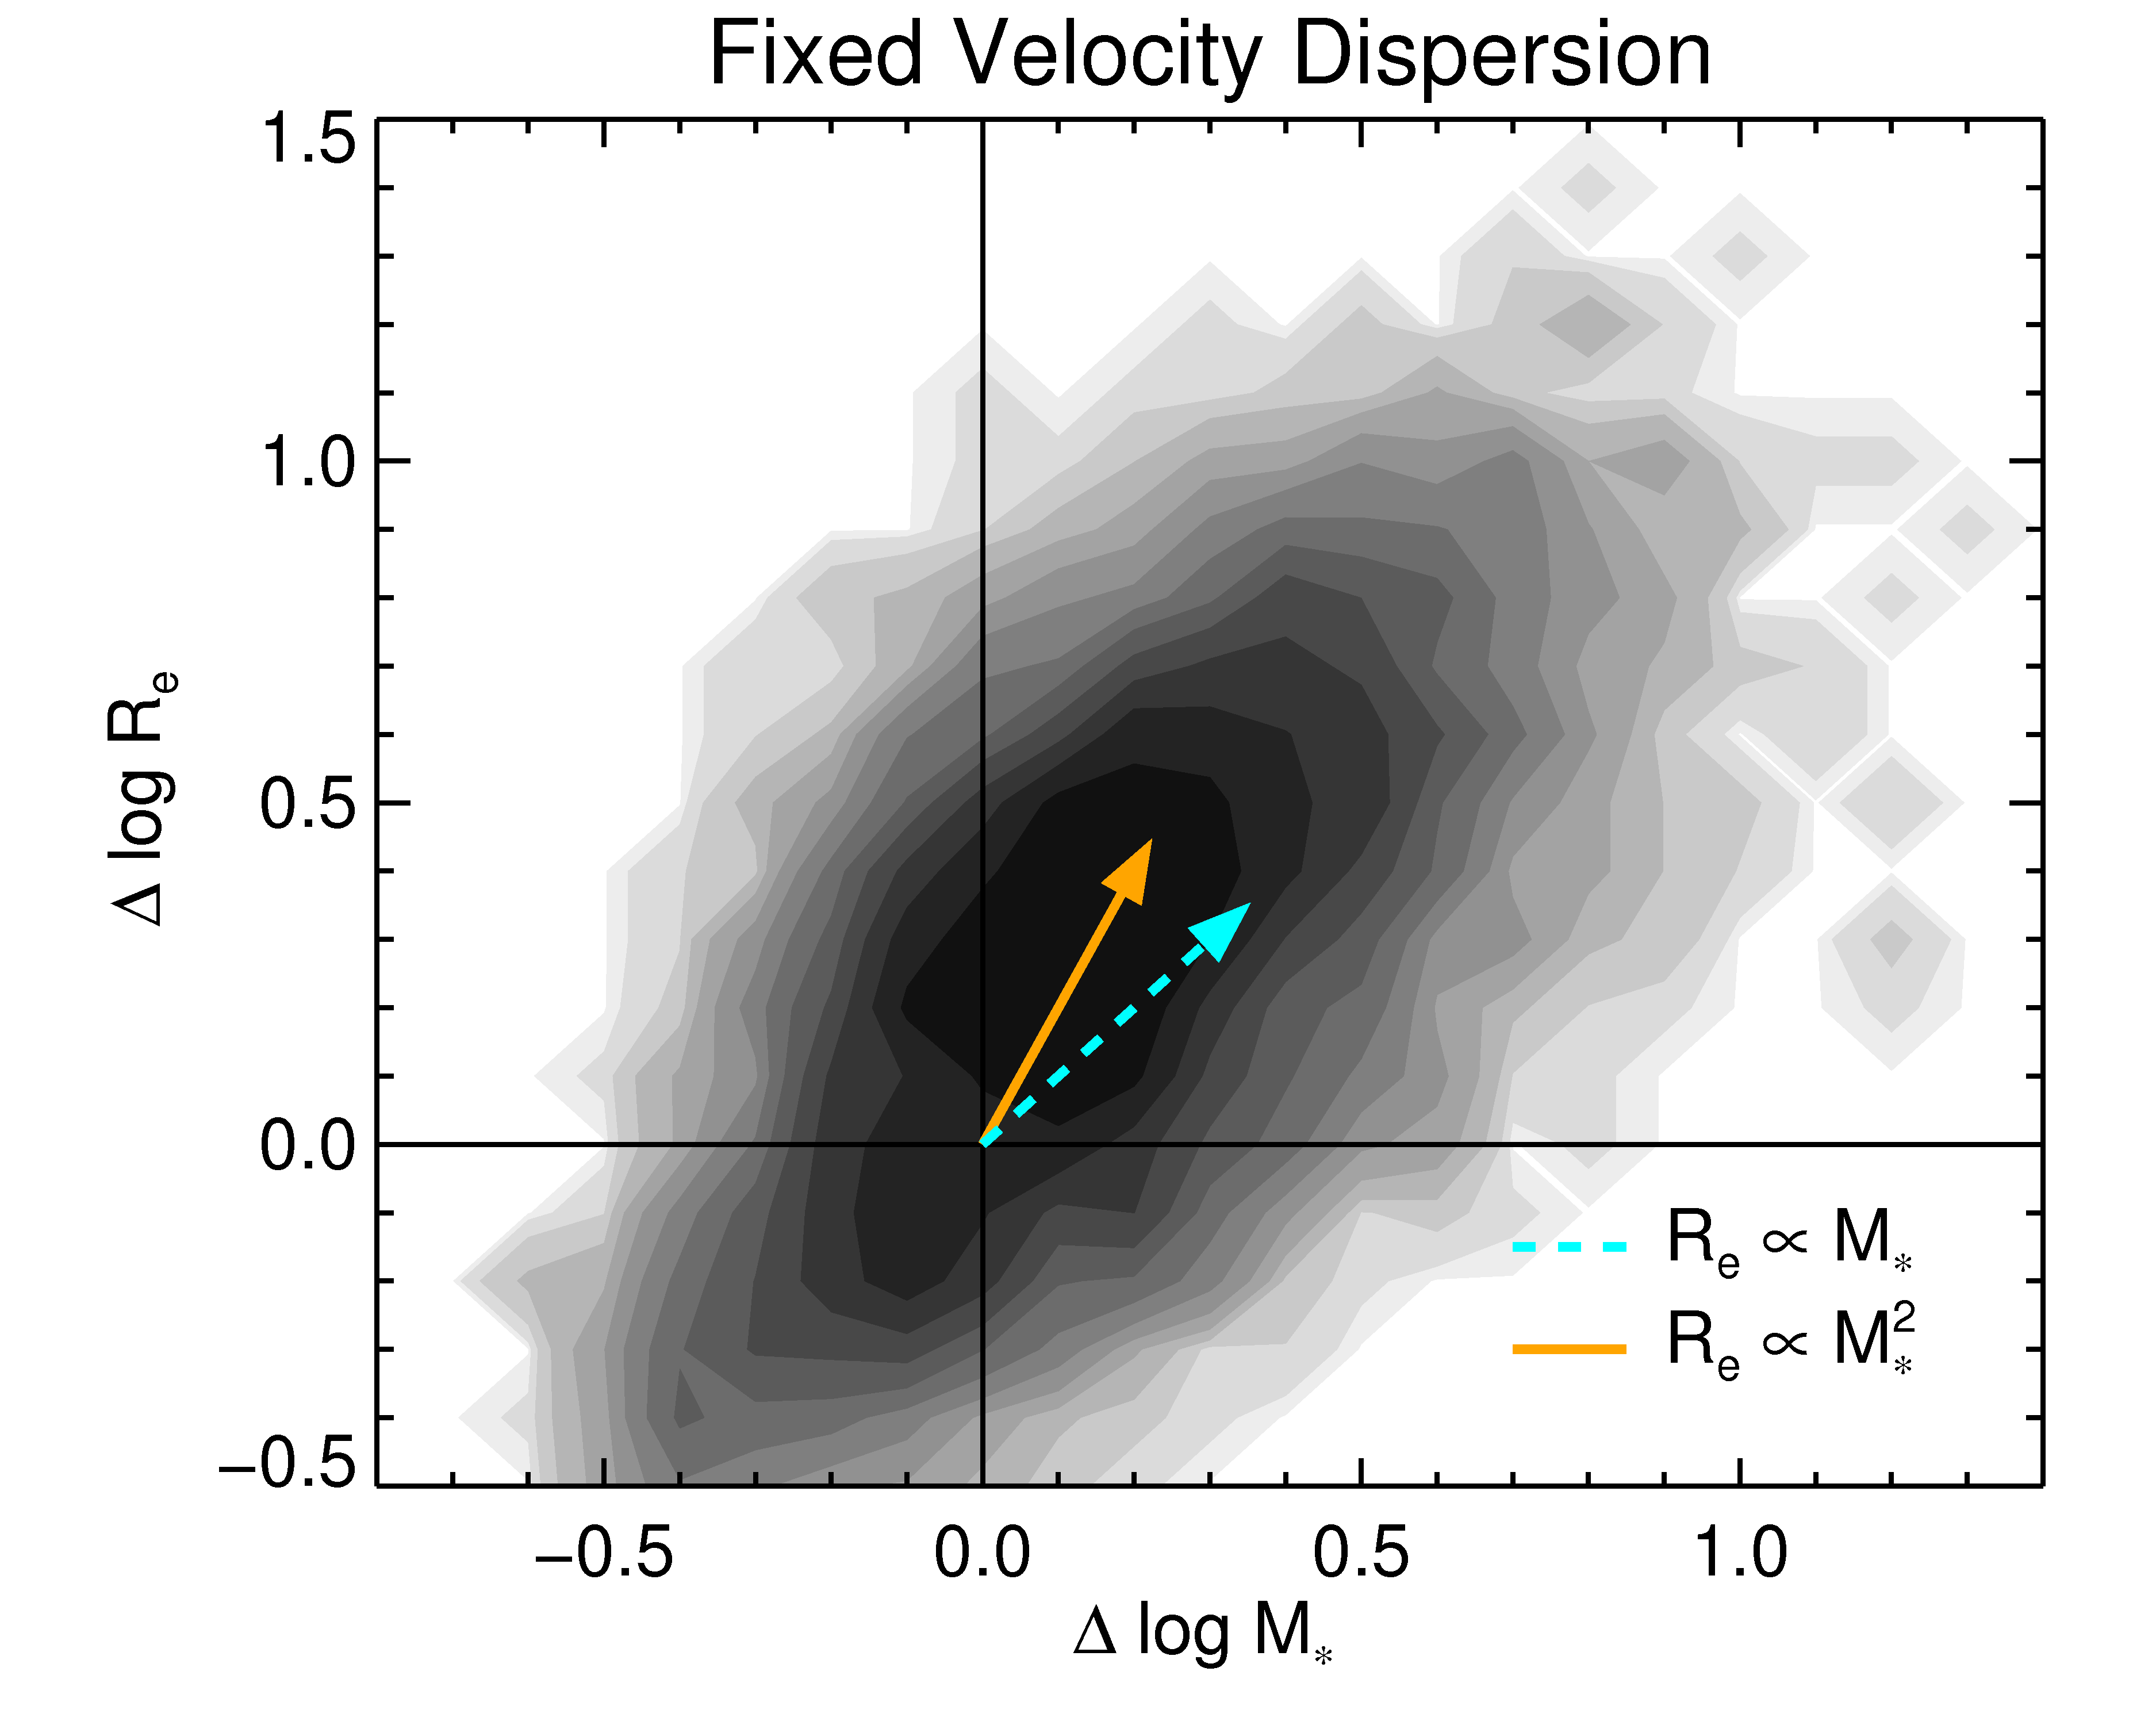 Fixed Velocity Dispersion
1.5
1.0
0.5
0.0
−0.5
Δ log Rₑ
Rₑ ∝ M⁎
Rₑ ∝ M⁎²
−0.5 0.0 0.5 1.0
Δ log M⁎